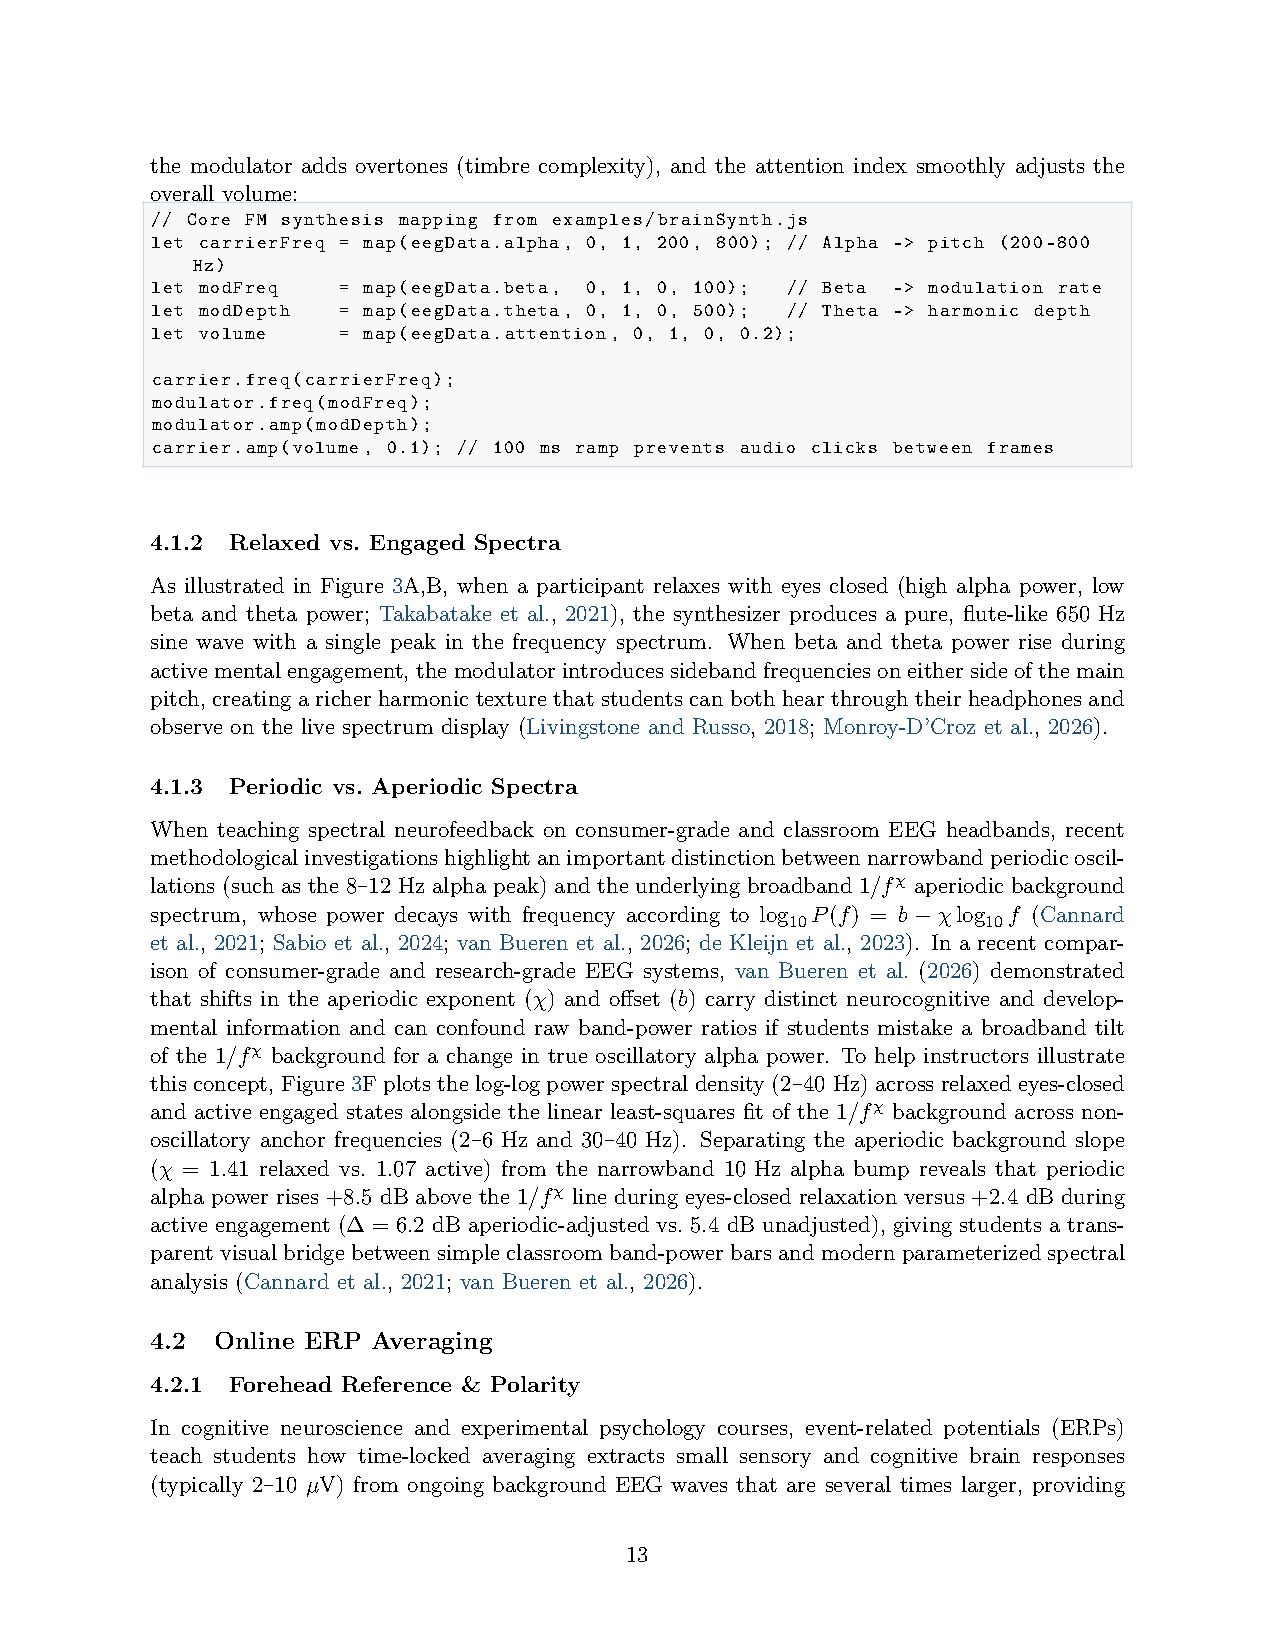 the modulator adds overtones (timbre complexity), and the attention index smoothly adjusts the
overall volume:
// Core FM synthesis mapping from examples/brainSynth.js
let carrierFreq = map(eegData.alpha, 0, 1, 200, 800); // Alpha -> pitch (200-800
Hz)
let modFreq     = map(eegData.beta,  0, 1, 0, 100);   // Beta  -> modulation rate
let modDepth    = map(eegData.theta, 0, 1, 0, 500);   // Theta -> harmonic depth
let volume      = map(eegData.attention, 0, 1, 0, 0.2);
carrier.freq(carrierFreq);
modulator.freq(modFreq);
modulator.amp(modDepth);
carrier.amp(volume, 0.1); // 100 ms ramp prevents audio clicks between frames
4.1.2 Relaxed vs. Engaged Spectra
As illustrated in Figure 3A,B, when a participant relaxes with eyes closed (high alpha power, low
beta and theta power; Takabatake et al., 2021), the synthesizer produces a pure, flute-like 650 Hz
sine wave with a single peak in the frequency spectrum. When beta and theta power rise during
active mental engagement, the modulator introduces sideband frequencies on either side of the main
pitch, creating a richer harmonic texture that students can both hear through their headphones and
observe on the live spectrum display (Livingstone and Russo, 2018; Monroy-D'Croz et al., 2026).
4.1.3 Periodic vs. Aperiodic Spectra
When teaching spectral neurofeedback on consumer-grade and classroom EEG headbands, recent
methodological investigations highlight an important distinction between narrowband periodic oscil-
lations (such as the 8–12 Hz alpha peak) and the underlying broadband 1/f^χ aperiodic background
spectrum, whose power decays with frequency according to log₁₀ P(f) = b − χ log₁₀ f (Cannard
et al., 2021; Sabio et al., 2024; van Bueren et al., 2026; de Kleijn et al., 2023). In a recent compar-
ison of consumer-grade and research-grade EEG systems, van Bueren et al. (2026) demonstrated
that shifts in the aperiodic exponent (χ) and offset (b) carry distinct neurocognitive and develop-
mental information and can confound raw band-power ratios if students mistake a broadband tilt
of the 1/f^χ background for a change in true oscillatory alpha power. To help instructors illustrate
this concept, Figure 3F plots the log-log power spectral density (2–40 Hz) across relaxed eyes-closed
and active engaged states alongside the linear least-squares fit of the 1/f^χ background across non-
oscillatory anchor frequencies (2–6 Hz and 30–40 Hz). Separating the aperiodic background slope
(χ = 1.41 relaxed vs. 1.07 active) from the narrowband 10 Hz alpha bump reveals that periodic
alpha power rises +8.5 dB above the 1/f^χ line during eyes-closed relaxation versus +2.4 dB during
active engagement (Δ = 6.2 dB aperiodic-adjusted vs. 5.4 dB unadjusted), giving students a trans-
parent visual bridge between simple classroom band-power bars and modern parameterized spectral
analysis (Cannard et al., 2021; van Bueren et al., 2026).
4.2 Online ERP Averaging
4.2.1 Forehead Reference & Polarity
In cognitive neuroscience and experimental psychology courses, event-related potentials (ERPs)
teach students how time-locked averaging extracts small sensory and cognitive brain responses
(typically 2–10 μV) from ongoing background EEG waves that are several times larger, providing
13